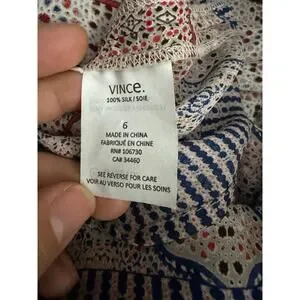 VINCE.
100% SILK / SOIE
6
MADE IN CHINA
FABRIQUÉ EN CHINE
RN# 106730
CA# 34460
SEE REVERSE FOR CARE
VOIR AU VERSO POUR LES SOINS